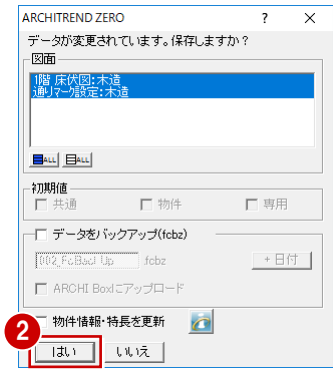 ARCHITREND ZERO ? ×
データが変更されています。保存しますか?
図面
1階 床伏図:木造
通りマーク設定:木造
ALL ALL
初期値
共通 物件 専用
データをバックアップ(fcbz)
fcbz +日付
ARCHI Boxにアップロード
物件情報・特長を更新
2
はい いいえ